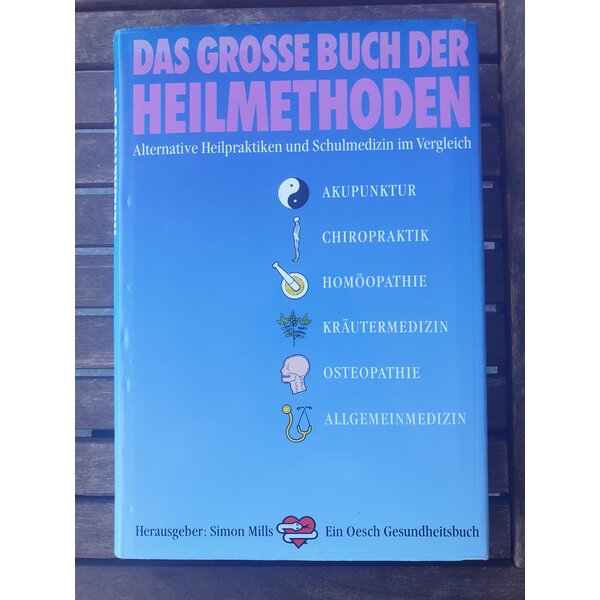 DAS GROSSE BUCH DER
HEILMETHODEN
Alternative Heilpraktiken und Schulmedizin im Vergleich
AKUPUNKTUR
CHIROPRAKTIK
HOMÖOPATHIE
KRÄUTERMEDIZIN
OSTEOPATHIE
ALLGEMEINMEDIZIN
Herausgeber: Simon Mills
Ein Oesch Gesundheitsbuch